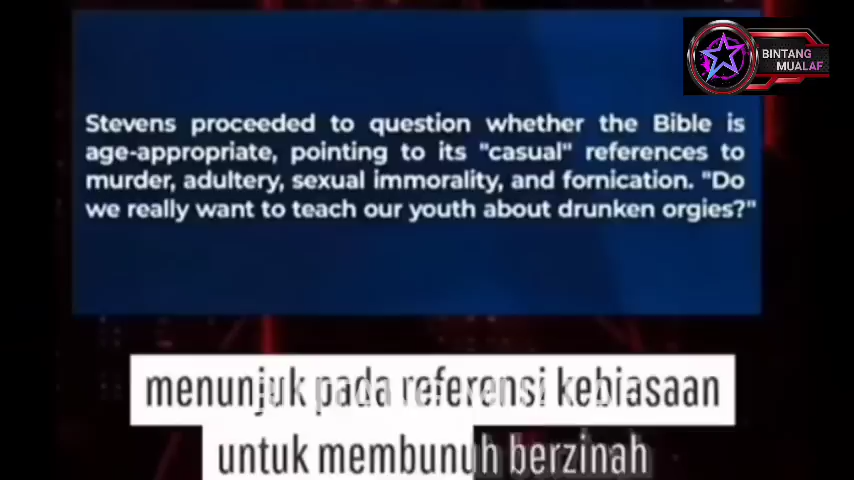 BINTANG
MUALAF
Stevens proceeded to question whether the Bible is
age-appropriate, pointing to its "casual" references to
murder, adultery, sexual immorality, and fornication. "Do
we really want to teach our youth about drunken orgies?"
menunjuk pada referensi kebiasaan
untuk membunuh berzinah